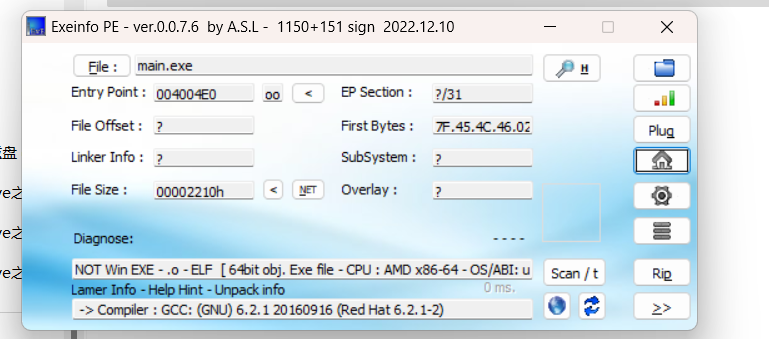 Exeinfo PE - ver.0.0.7.6 by A.S.L - 1150+151 sign 2022.12.10
File : main.exe H
Entry Point : 004004E0 oo < EP Section : ?/31
File Offset : ? First Bytes : 7F.45.4C.46.02 Plug
Linker Info : ? SubSystem : ?
File Size : 00002210h < NET Overlay : ?
Diagnose: - - - -
NOT Win EXE - .o - ELF [ 64bit obj. Exe file - CPU : AMD x86-64 - OS/ABI: u Scan / t Rip
Lamer Info - Help Hint - Unpack info 0 ms.
-> Compiler : GCC: (GNU) 6.2.1 20160916 (Red Hat 6.2.1-2) >>
盘
ve之
ve之
ve之